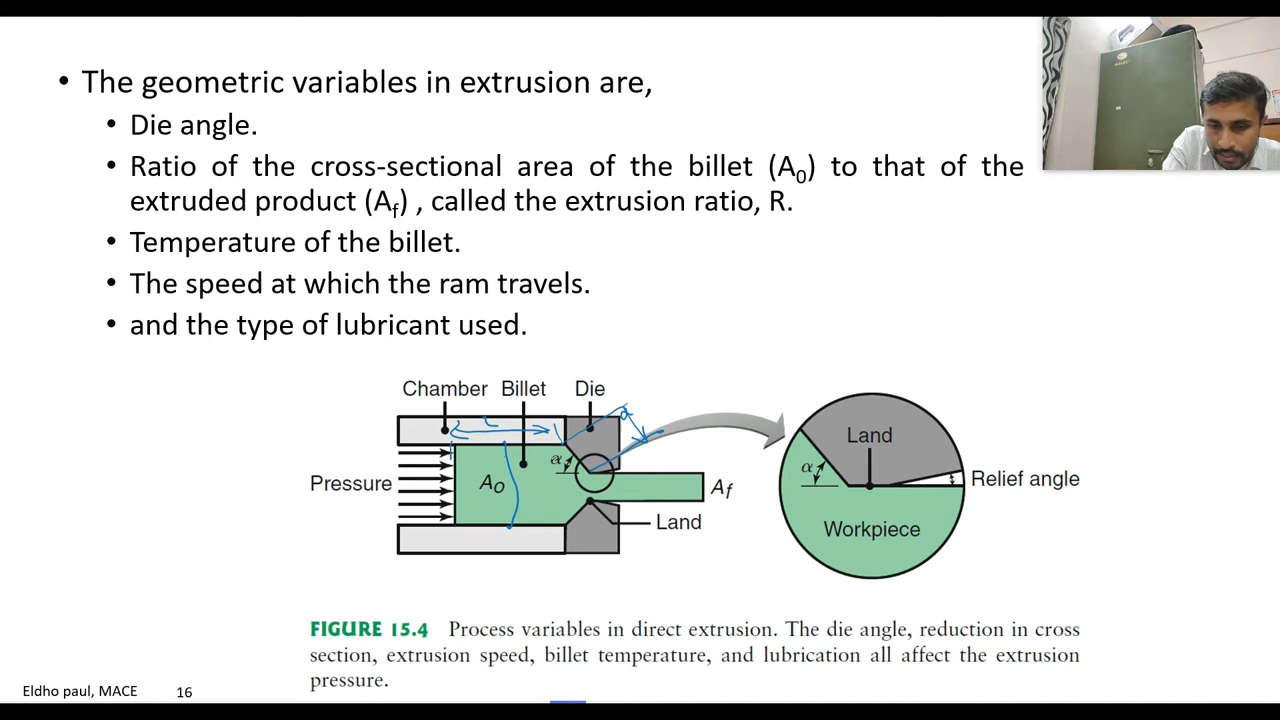 • The geometric variables in extrusion are,
• Die angle.
• Ratio of the cross-sectional area of the billet (A0) to that of the
extruded product (Af) , called the extrusion ratio, R.
• Temperature of the billet.
• The speed at which the ram travels.
• and the type of lubricant used.
Chamber Billet Die
L α
Land
α α
Pressure A0 Af Relief angle
Land
Workpiece
FIGURE 15.4 Process variables in direct extrusion. The die angle, reduction in cross
section, extrusion speed, billet temperature, and lubrication all affect the extrusion
pressure.
Eldho paul, MACE 16